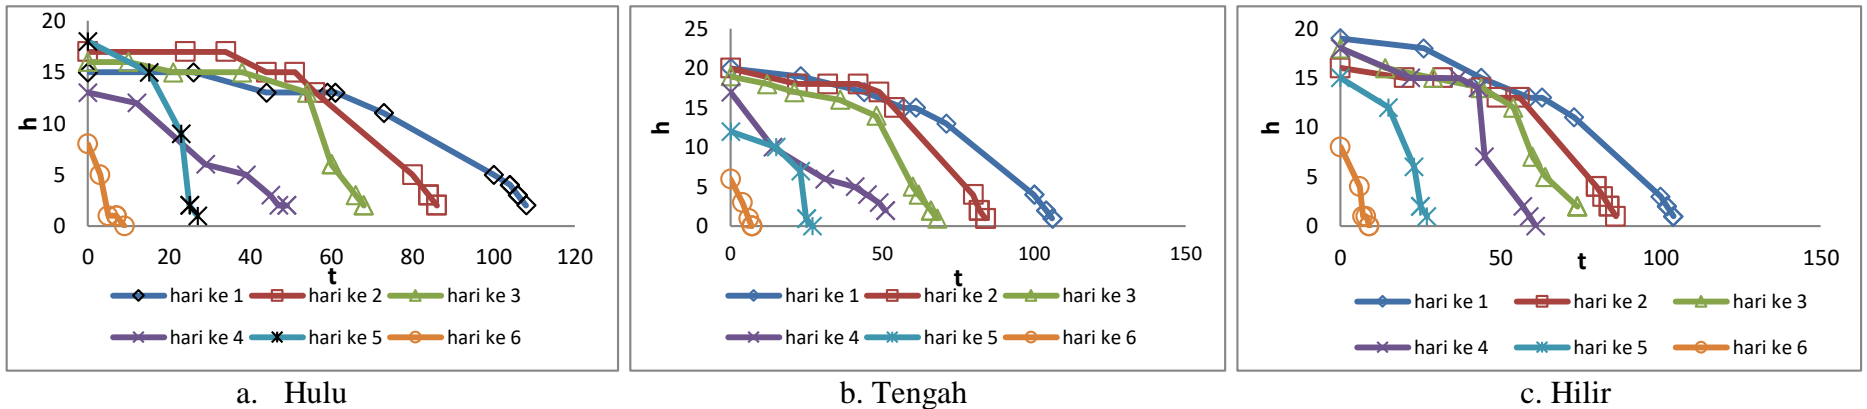 20
15
10
5
0
h
0 20 40 60 80 100 120
t
hari ke 1 hari ke 2 hari ke 3
hari ke 4 hari ke 5 hari ke 6
a. Hulu
25
20
15
10
5
0
h
0 50 100 150
t
hari ke 1 hari ke 2 hari ke 3
hari ke 4 hari ke 5 hari ke 6
b. Tengah
20
15
10
5
0
h
0 50 100 150
t
hari ke 1 hari ke 2 hari ke 3
hari ke 4 hari ke 5 hari ke 6
c. Hilir